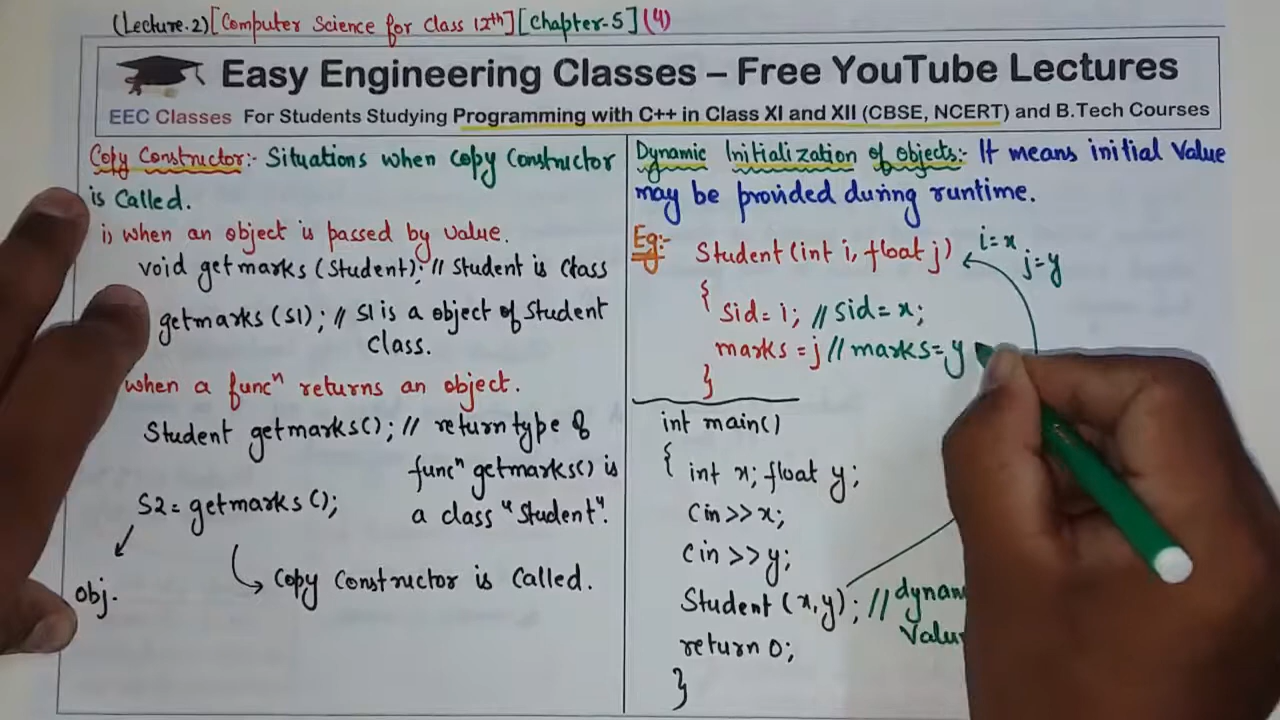 (Lecture.2)[Computer Science for Class 12th][Chapter-5](4)
Easy Engineering Classes – Free YouTube Lectures
EEC Classes For Students Studying Programming with C++ in Class XI and XII (CBSE, NCERT) and B.Tech Courses
Copy Constructor:- Situations when copy Constructor
is Called.
i, when an object is passed by value.
void getmarks (Student); // Student is class
getmarks (S1); // S1 is a object of Student
class.
when a funcⁿ returns an object.
Student getmarks(); // return type of
funcⁿ getmarks() is
a class "Student".
S2 = getmarks ();
obj.
Copy Constructor is Called.
Dynamic Initialization of objects:- It means initial value
may be provided during runtime.
Eg:-
Student (int i, float j)
i=x
j=y
{
Sid = i; // Sid = x;
marks = j // marks = y
}
int main()
{ int x; float y;
Cin >> x;
Cin >> y;
Student (x,y); //
return 0;
}